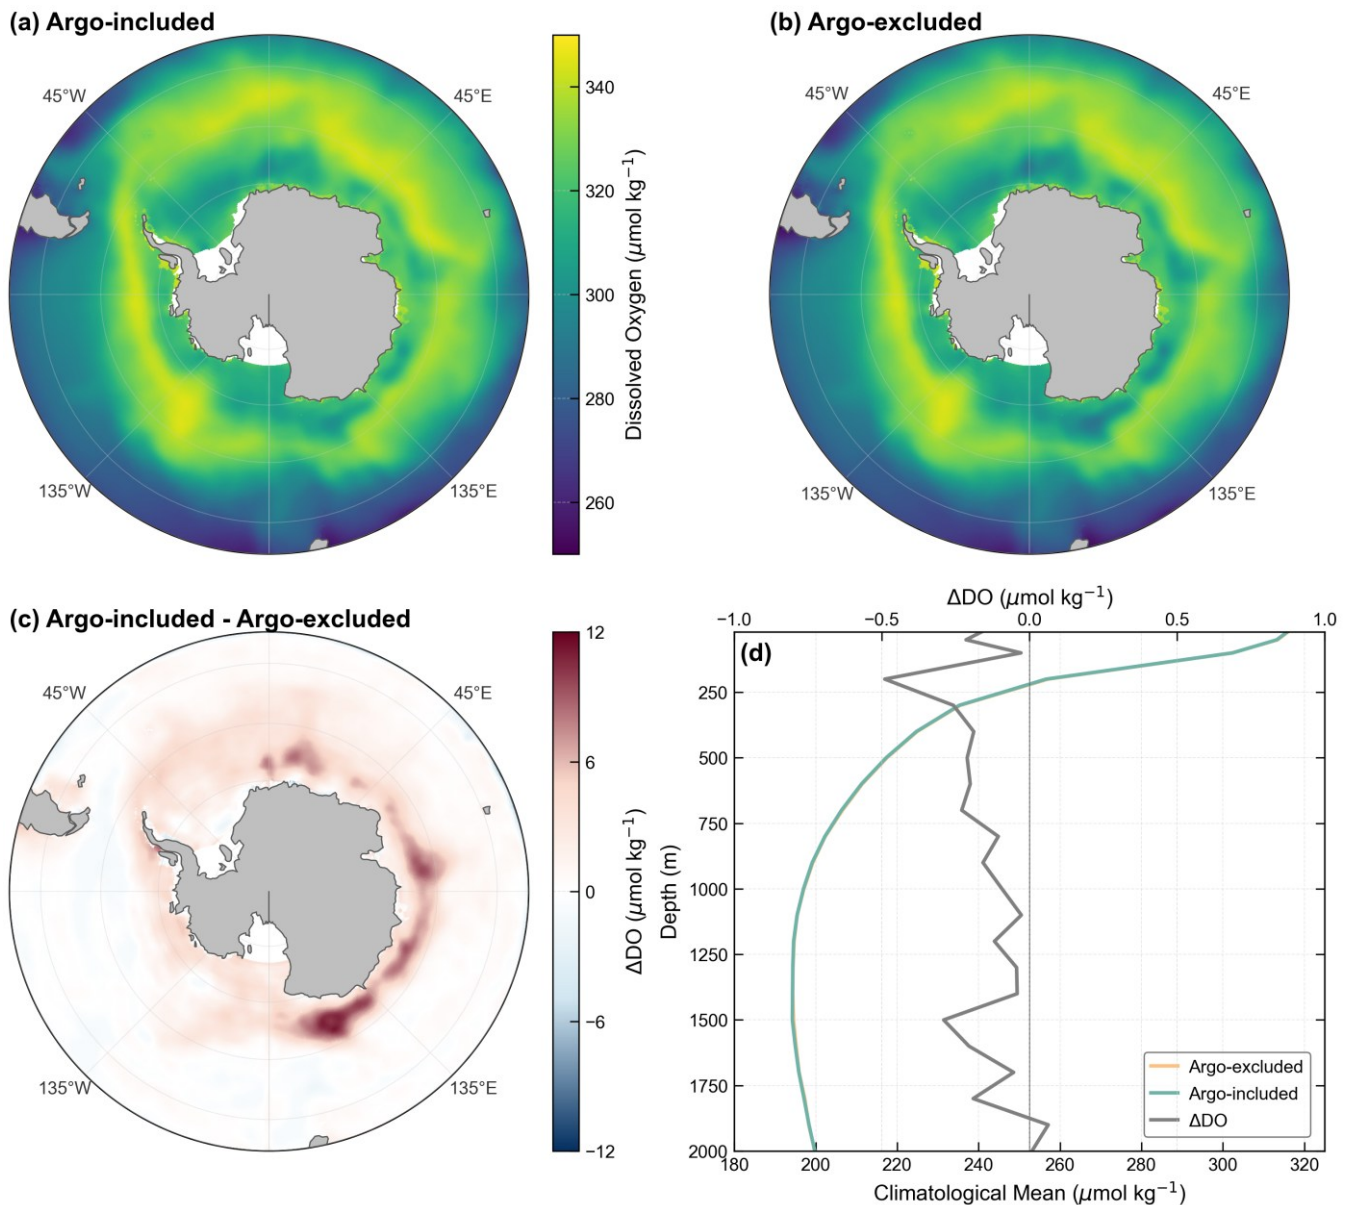 (a) Argo-included
45°W
45°E
135°W
135°E
340
320
300
280
260
Dissolved Oxygen (μmol kg⁻¹)
(b) Argo-excluded
45°W
45°E
135°W
135°E
(c) Argo-included - Argo-excluded
45°W
45°E
135°W
135°E
12
6
0
−6
−12
ΔDO (μmol kg⁻¹)
ΔDO (μmol kg⁻¹)
−1.0 −0.5 0.0 0.5 1.0
(d)
250
500
750
1000
1250
1500
1750
2000
Depth (m)
Argo-excluded
Argo-included
ΔDO
180 200 220 240 260 280 300 320
Climatological Mean (μmol kg⁻¹)